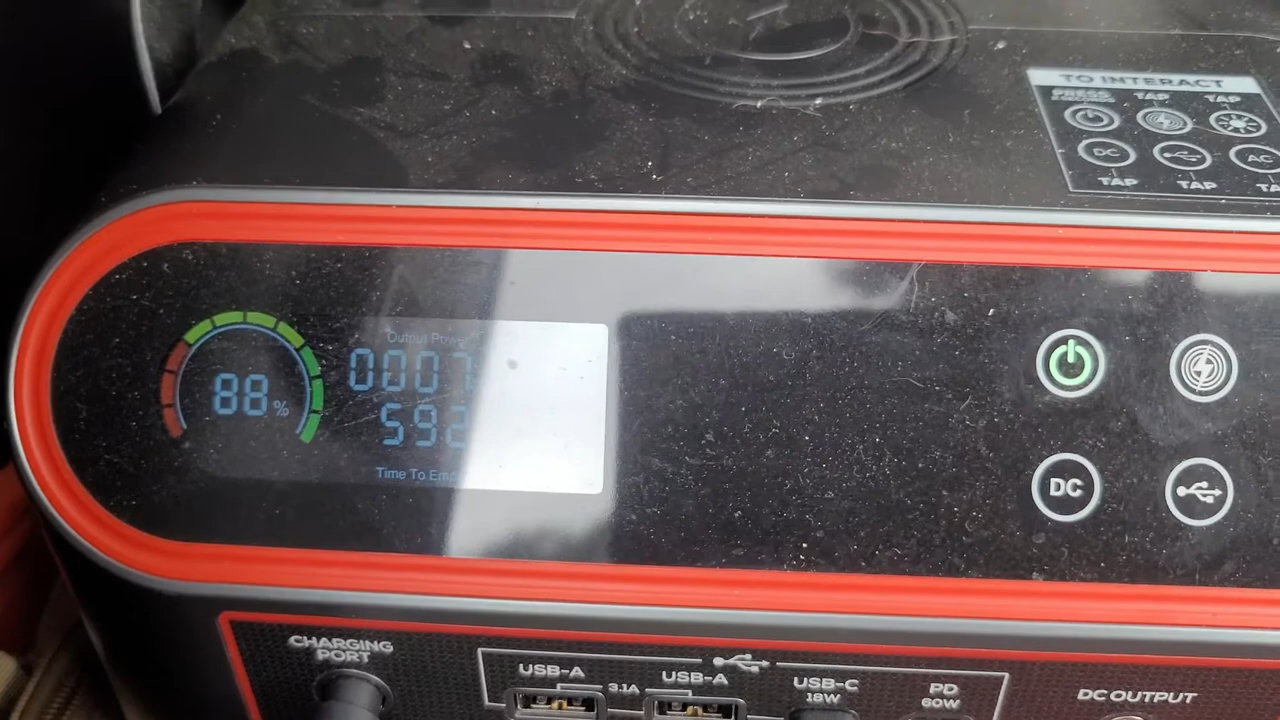 TO INTERACT
PRESS TAP TAP
DC AC
TAP TAP
Output Power
88%
0007
592
Time To
DC
CHARGING
PORT
USB-A
3.1A
USB-A
USB-C
18W
PD
60W
DC OUTPUT